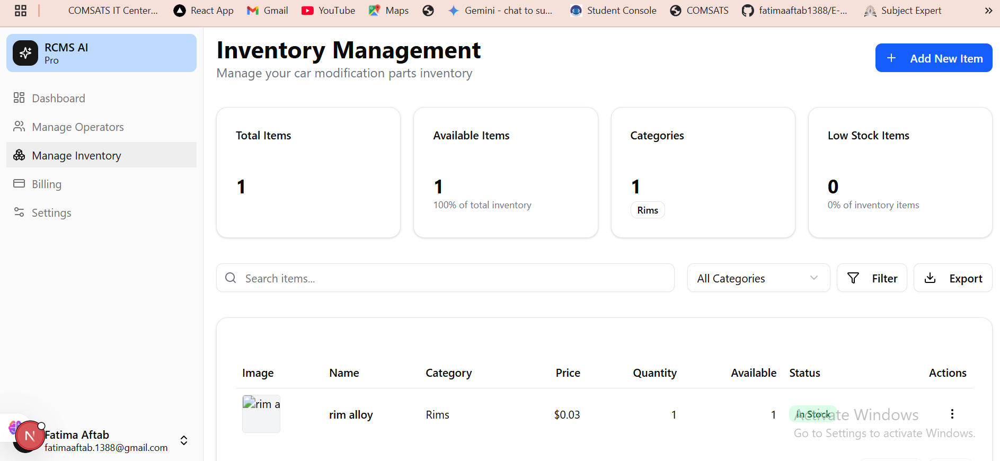 COMSATS IT Center...
React App
Gmail
YouTube
Maps
Gemini - chat to su...
Student Console
COMSATS
fatimaaftab1388/E-...
Subject Expert
RCMS AI
Pro
Dashboard
Manage Operators
Manage Inventory
Billing
Settings
N
Fatima Aftab
fatimaaftab.1388@gmail.com
Inventory Management
Manage your car modification parts inventory
Add New Item
Total Items
1
Available Items
1
100% of total inventory
Categories
1
Rims
Low Stock Items
0
0% of inventory items
Search items...
All Categories
Filter
Export
Image Name Category Price Quantity Available Status Actions
rim a rim alloy Rims $0.03 1 1 In Stock
Activate Windows
Go to Settings to activate Windows.